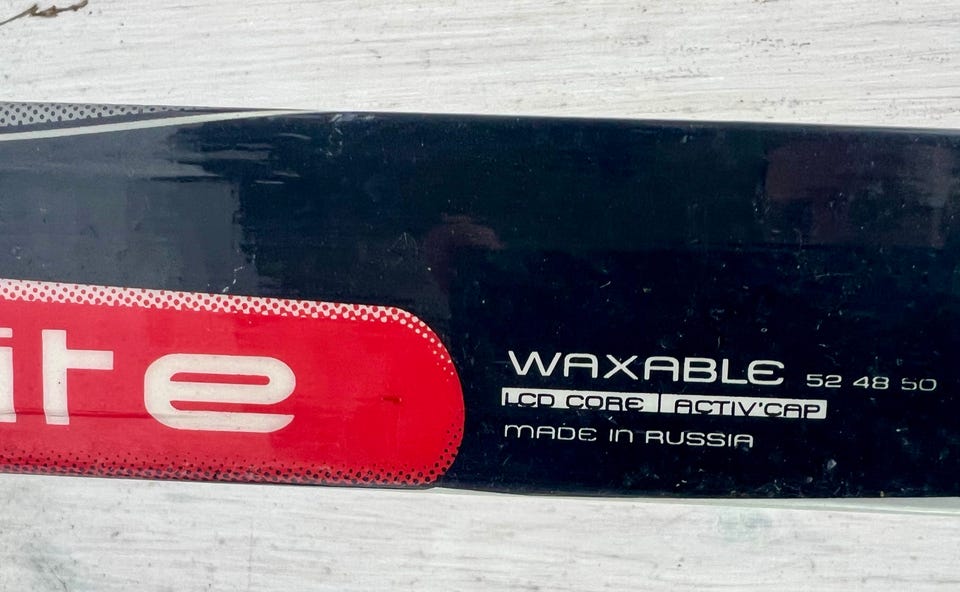 ite
WAXABLE 52 48 50
LCD CORE ACTIV'CAP
MADE IN RUSSIA